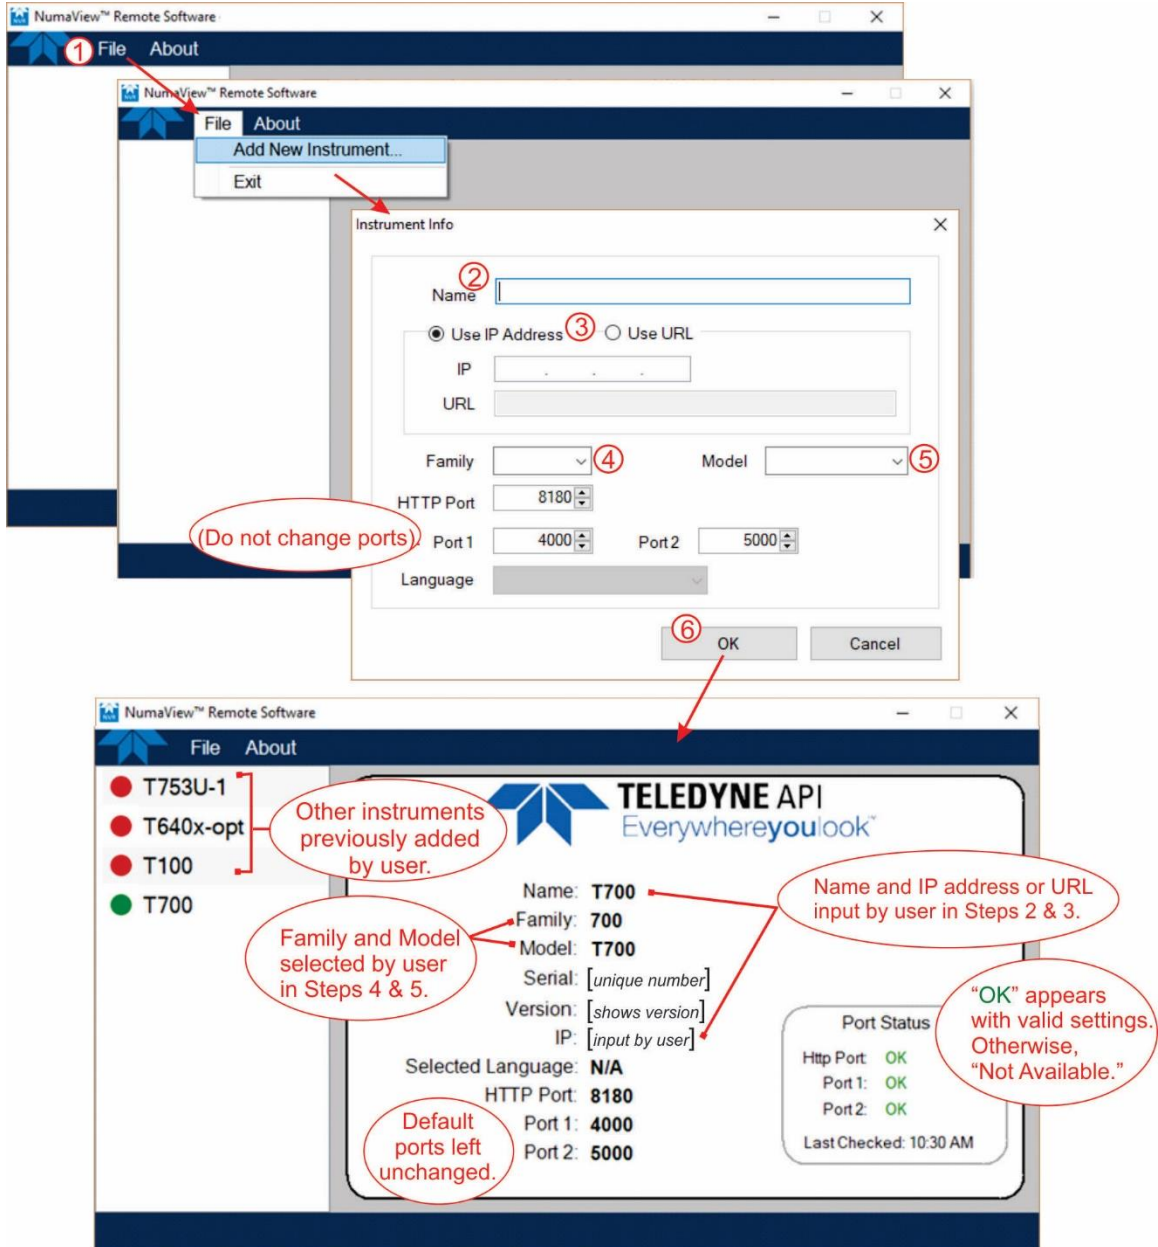 NumaView™ Remote Software
① File About
NumaView™ Remote Software
File About
Add New Instrument...
Exit
Instrument Info
②
Name
Use IP Address ③ Use URL
IP . . .
URL
Family ④ Model ⑤
HTTP Port 8180
(Do not change ports). Port 1 4000 Port 2 5000
Language
⑥
OK Cancel
NumaView™ Remote Software
File About
T753U-1
T640x-opt
T100
T700
Other instruments
previously added
by user.
TELEDYNE API
Everywhereyoulook™
Name: T700
Family: 700
Model: T700
Serial: [unique number]
Version: [shows version]
IP: [input by user]
Selected Language: N/A
HTTP Port: 8180
Port 1: 4000
Port 2: 5000
Name and IP address or URL
input by user in Steps 2 & 3.
Family and Model
selected by user
in Steps 4 & 5.
Default
ports left
unchanged.
Port Status
Http Port: OK
Port 1: OK
Port 2: OK
Last Checked: 10:30 AM
“OK” appears
with valid settings.
Otherwise,
“Not Available.”